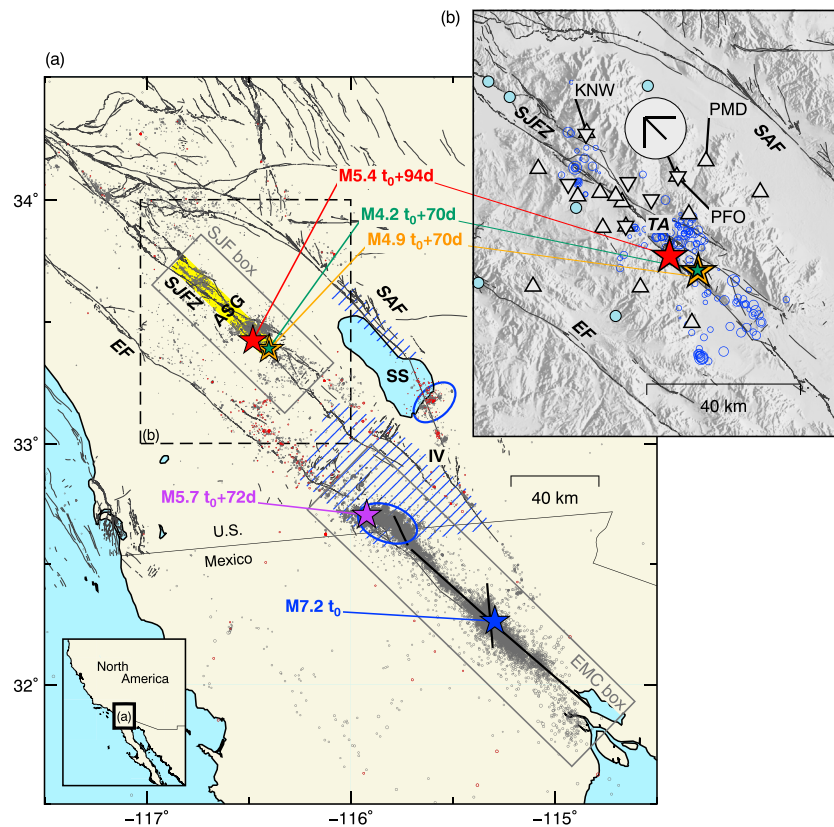 (b)
(a)
KNW
PMD
SJFZ
SAF
PFO
TA
EF
40 km
34°
33°
32°
M5.4 t0+94d
M4.2 t0+70d
M4.9 t0+70d
SJF box
SJFZ
ASG
SAF
EF
SS
(b)
IV
40 km
M5.7 t0+72d
U.S.
Mexico
M7.2 t0
EMC box
North
America
(a)
−117°
−116°
−115°